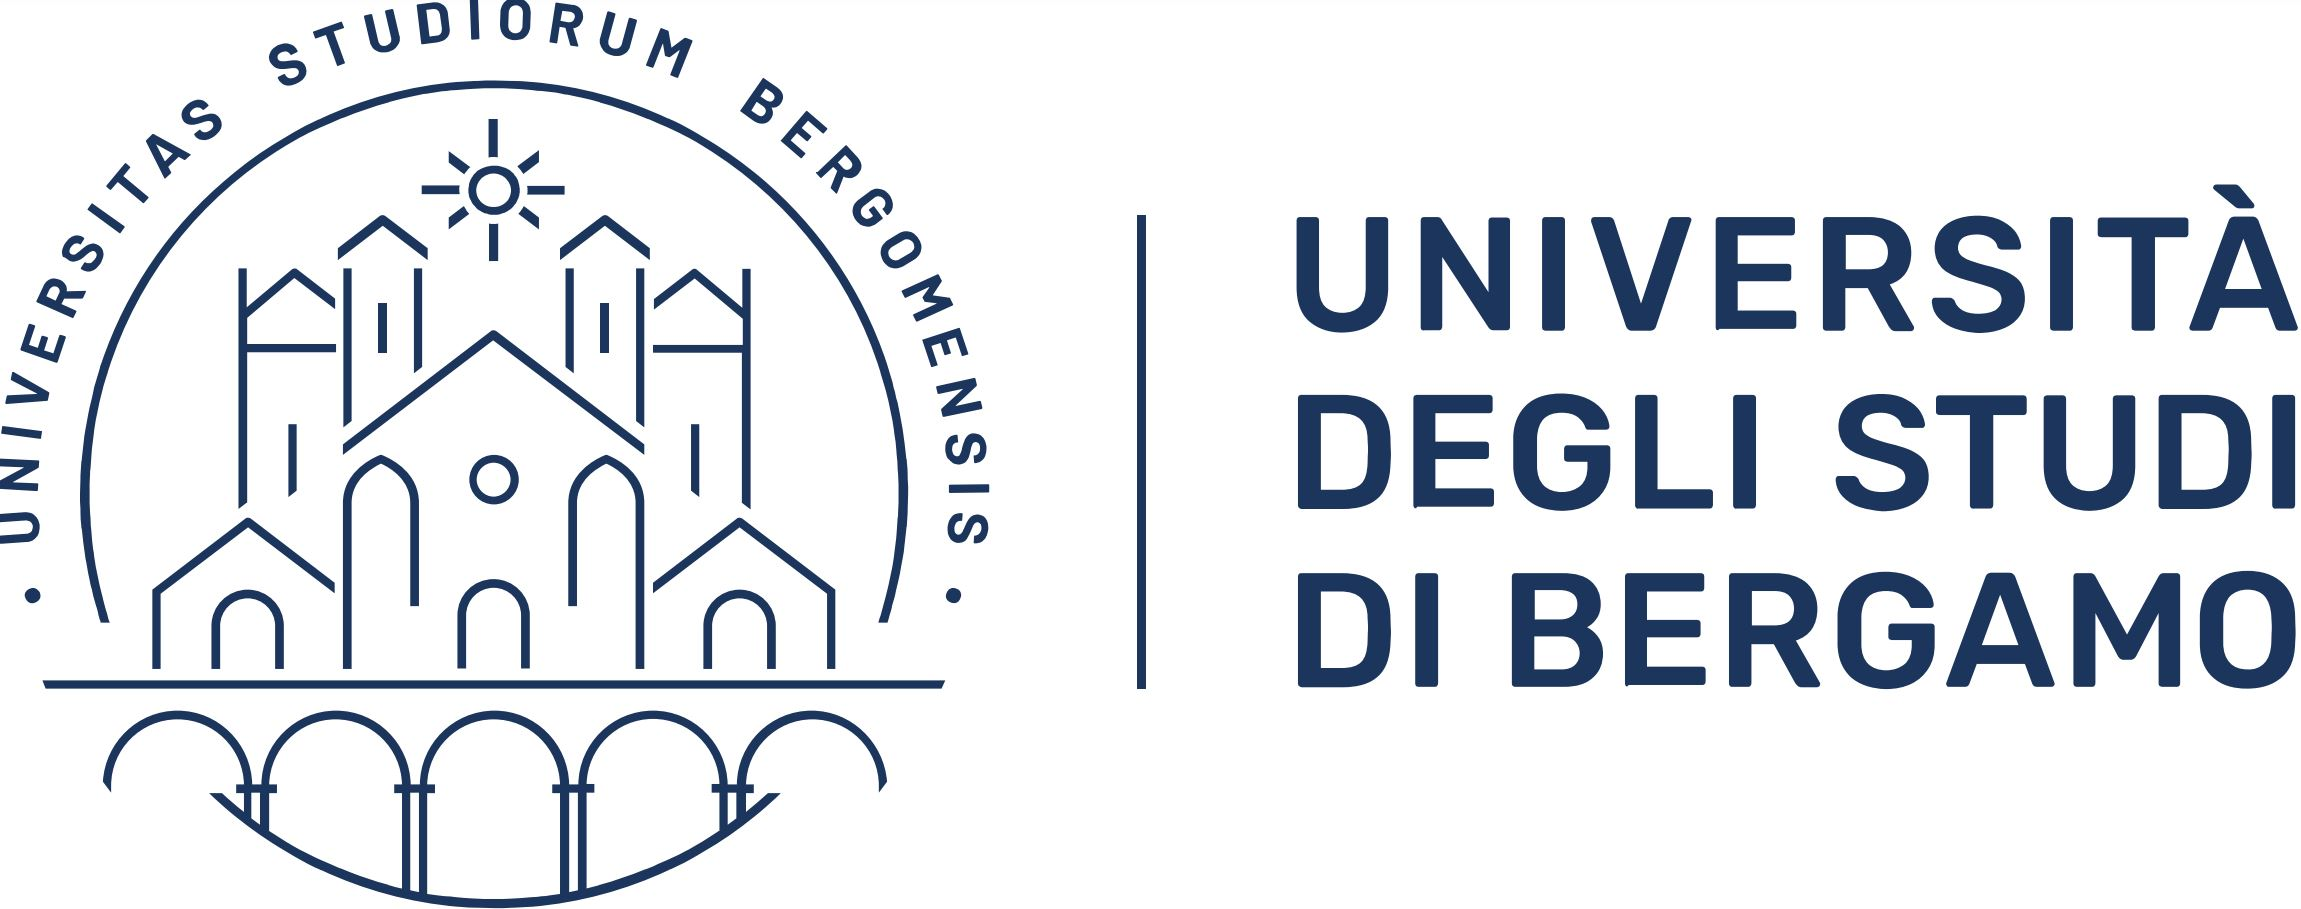 • UNIVERSITAS STUDIORUM BERGOMENSIS •
UNIVERSITÀ
DEGLI STUDI
DI BERGAMO